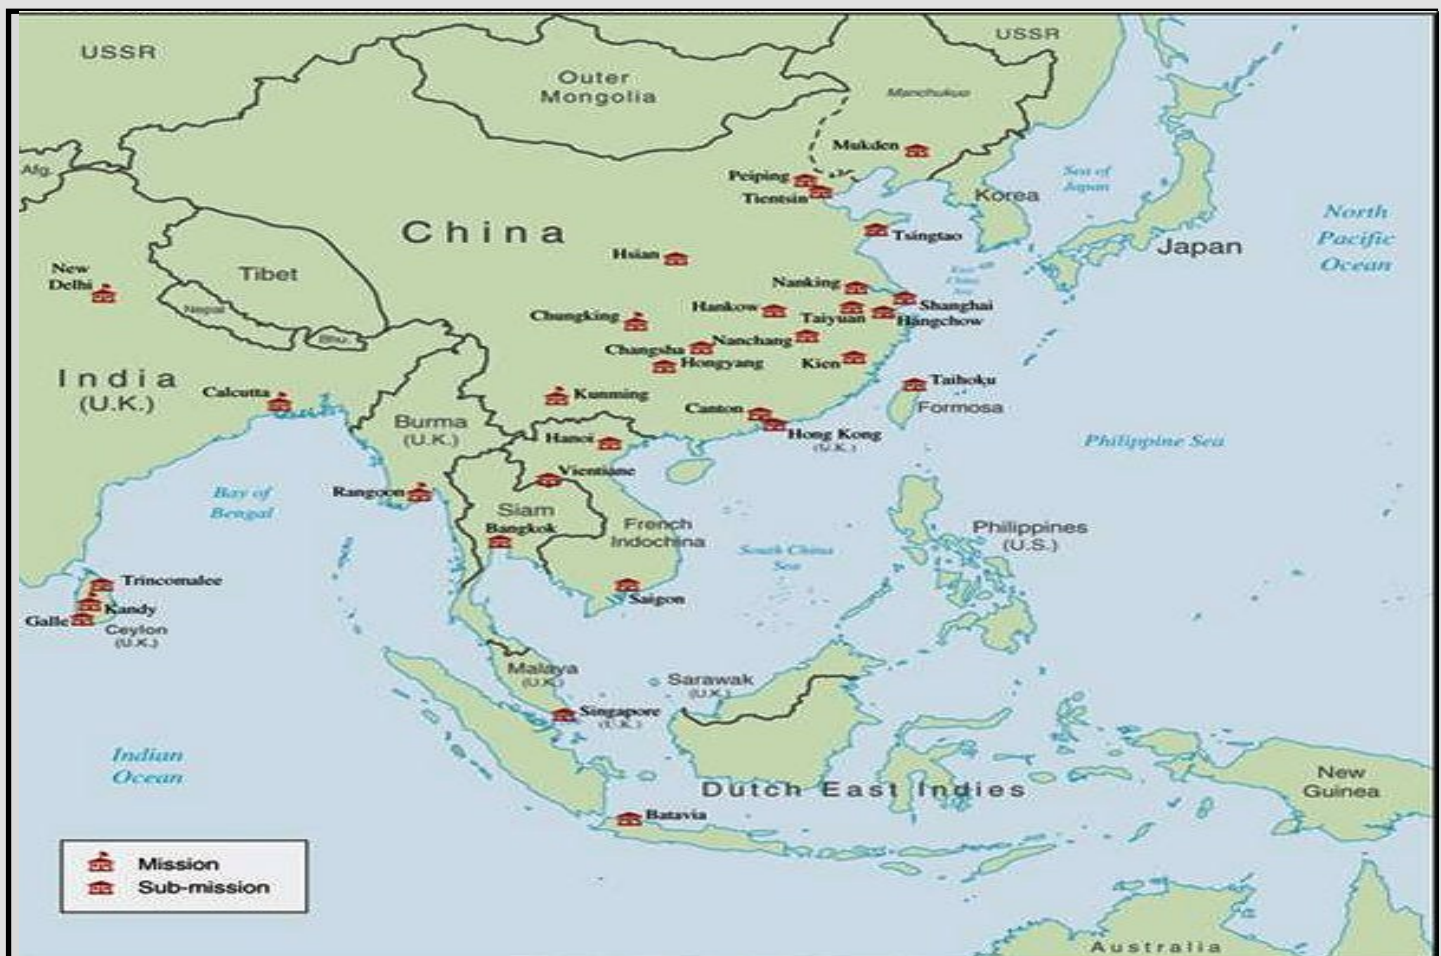 USSR
USSR
Outer
Mongolia
Manchukuo
Mukden
Afg.
Peiping
Tientsin
Sea of
Japan
Korea
North
Pacific
Ocean
China
Tsingtao
Japan
Hsian
Tibet
New
Delhi
Nanking
Nepal
Hankow
Shanghai
Chungking
Taiyuan
Hangchow
Bhu.
Nanchang
Changsha
Hongyang
Kien
India
(U.K.)
Taihoku
Calcutta
Kunming
Canton
Formosa
Burma
(U.K.)
Hanoi
Hong Kong
(U.K.)
Philippine Sea
Vientiane
Bay of
Bengal
Rangoon
Siam
French
Indochina
Bangkok
Philippines
(U.S.)
South China
Sea
Trincomalee
Saigon
Kandy
Galle
Ceylon
(U.K.)
Malaya
(U.K.)
Sarawak
(U.K.)
Singapore
(U.K.)
Indian
Ocean
New
Guinea
Dutch East Indies
Batavia
Mission
Sub-mission
Australia